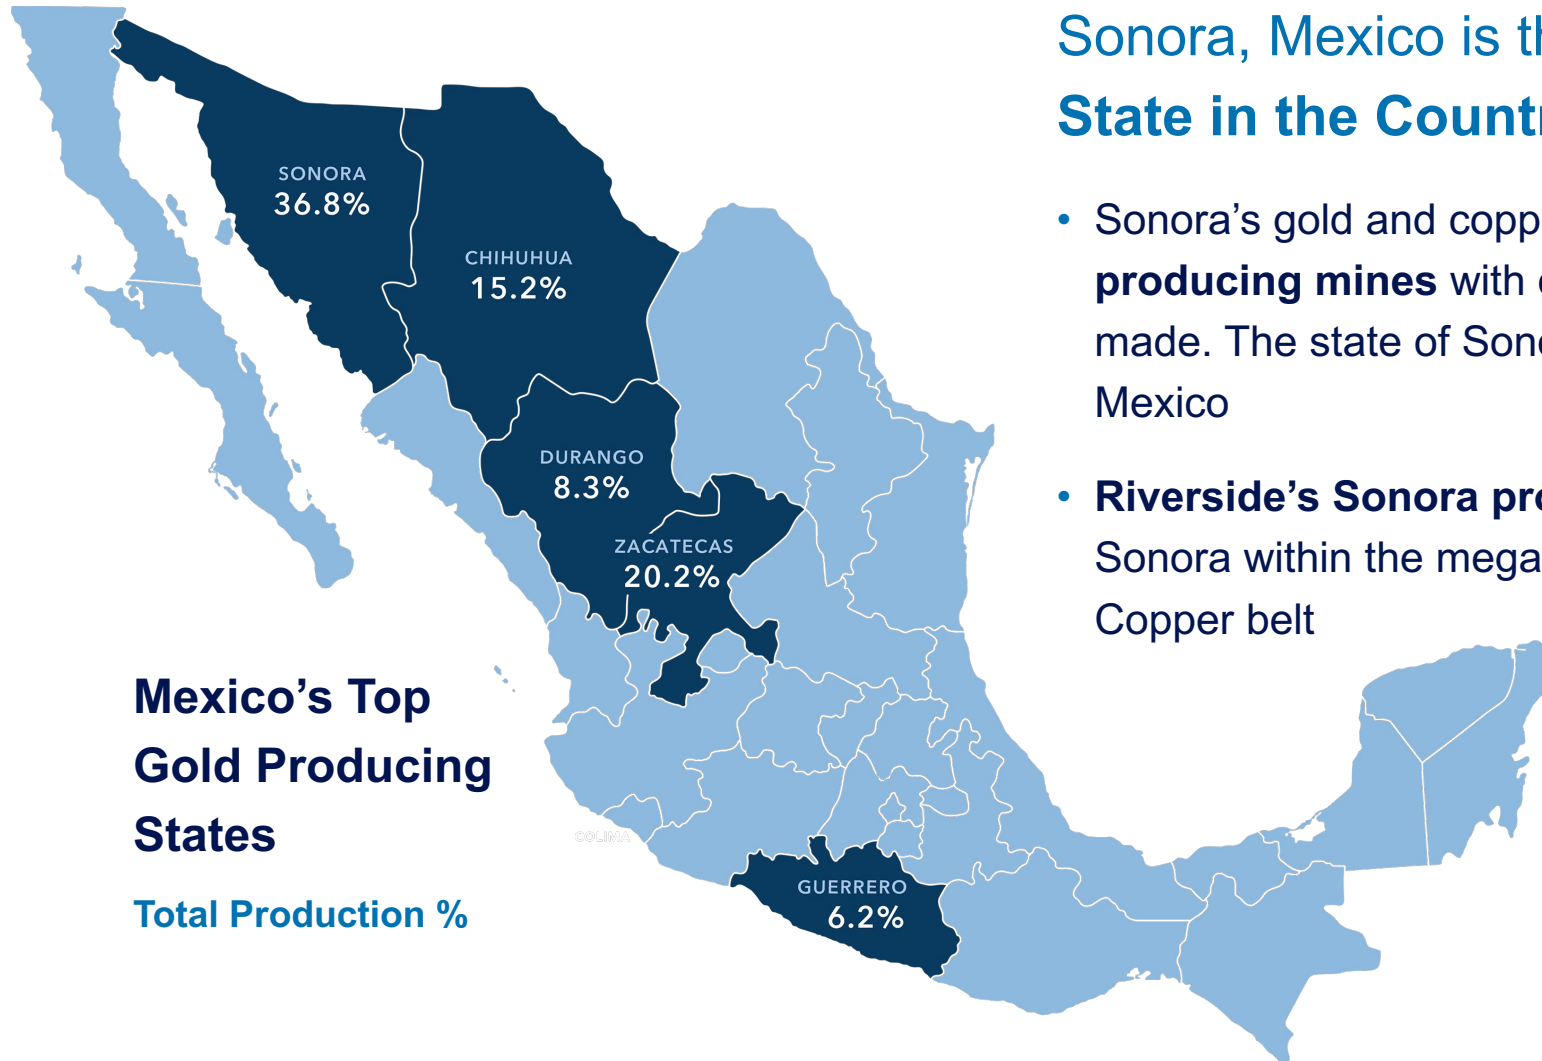 Sonora, Mexico is th
State in the Count
• Sonora’s gold and copp
producing mines with
made. The state of Son
Mexico
• Riverside’s Sonora pr
Sonora within the mega
Copper belt
SONORA
36.8%
CHIHUHUA
15.2%
DURANGO
8.3%
ZACATECAS
20.2%
Mexico’s Top
Gold Producing
States
Total Production %
COLIMA
GUERRERO
6.2%